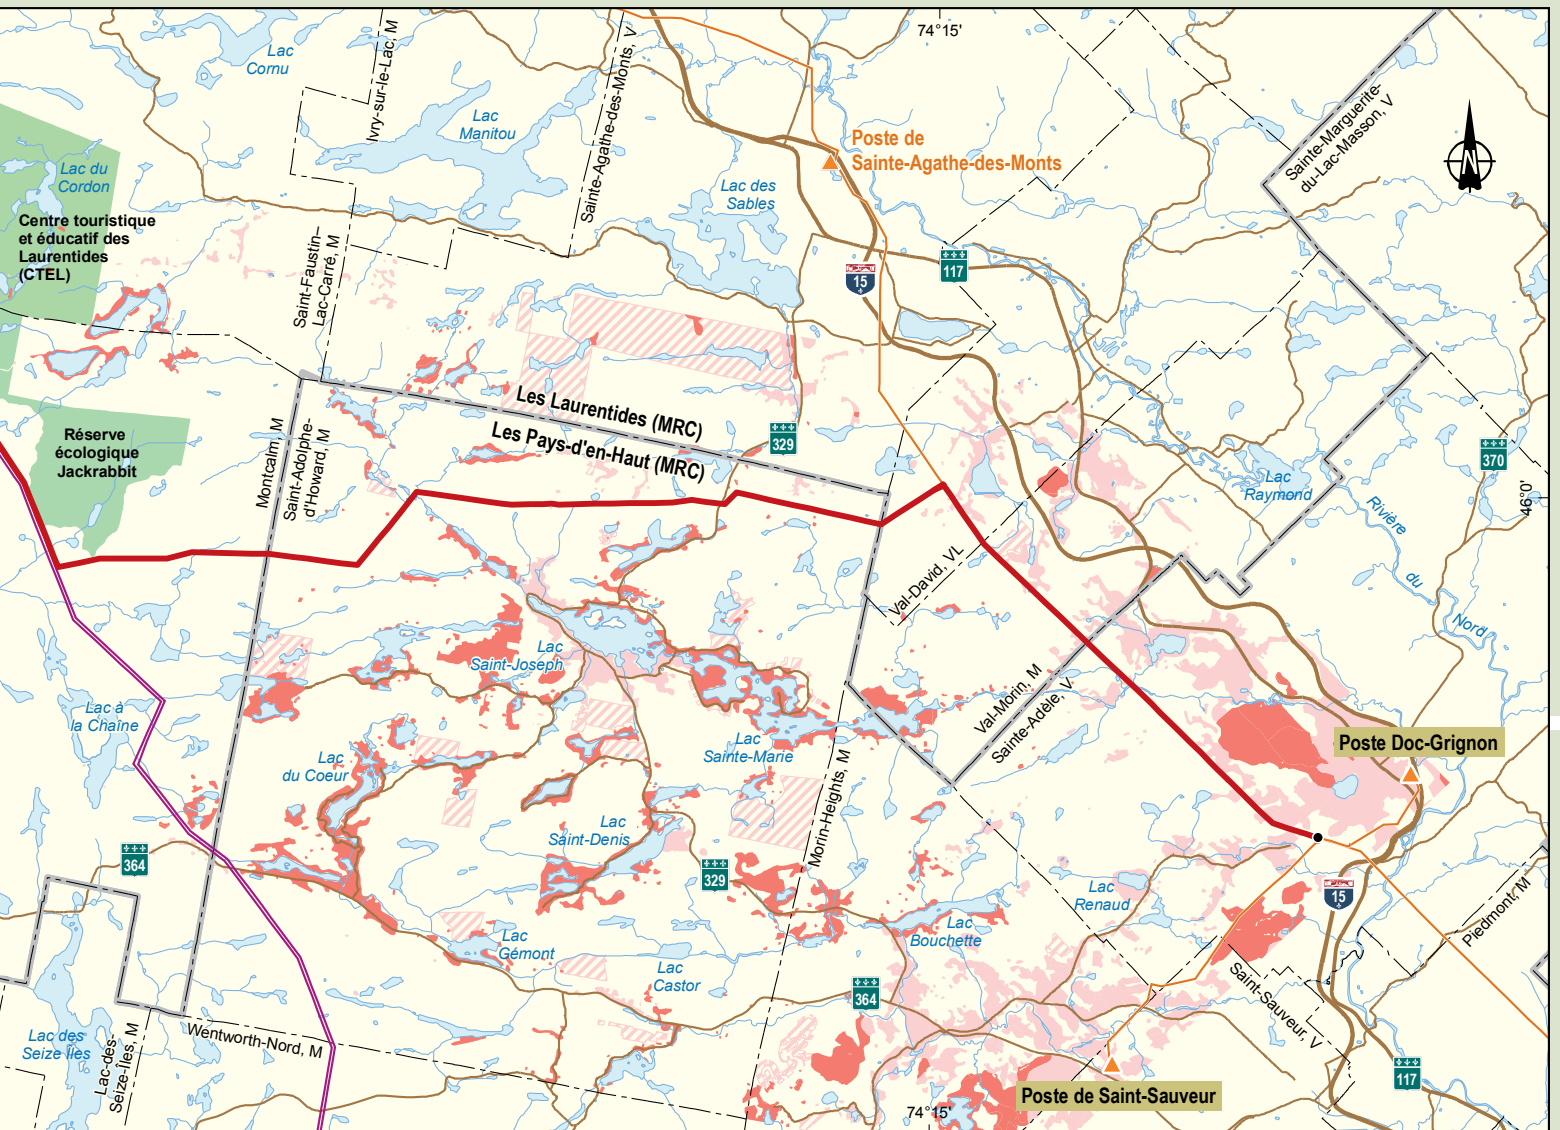 Lac
Cornu
Ivry-sur-le-Lac, M
Sainte-Agathe-des-Monts, V
74°15'
Lac
Manitou
Poste de
Sainte-Agathe-des-Monts
Sainte-Marguerite-
du-Lac-Masson, V
N
Lac du
Cordon
Lac des
Sables
Centre touristique
et éducatif des
Laurentides
(CTEL)
Saint-Faustin–
Lac-Carré, M
15
117
Les Laurentides (MRC)
Les Pays-d'en-Haut (MRC)
329
370
Réserve
écologique
Jackrabbit
Montcalm, M
Saint-Adolphe-
d'Howard, M
Lac
Raymond
46°0'
Rivière
du
Nord
Val-David, VL
Lac
Saint-Joseph
Val-Morin, M
Sainte-Adèle, V
Lac à
la Chaîne
Lac
Sainte-Marie
Poste Doc-Grignon
Lac
du Coeur
Morin-Heights, M
Lac
Saint-Denis
364
329
Lac
Renaud
15
Piedmont, M
Lac
Bouchette
Lac
Gémont
Lac
Castor
364
Saint-Sauveur, V
Lac des
Seize Îles
Lac-des-
Seize-Îles, M
Wentworth-Nord, M
117
Poste de Saint-Sauveur
74°15'